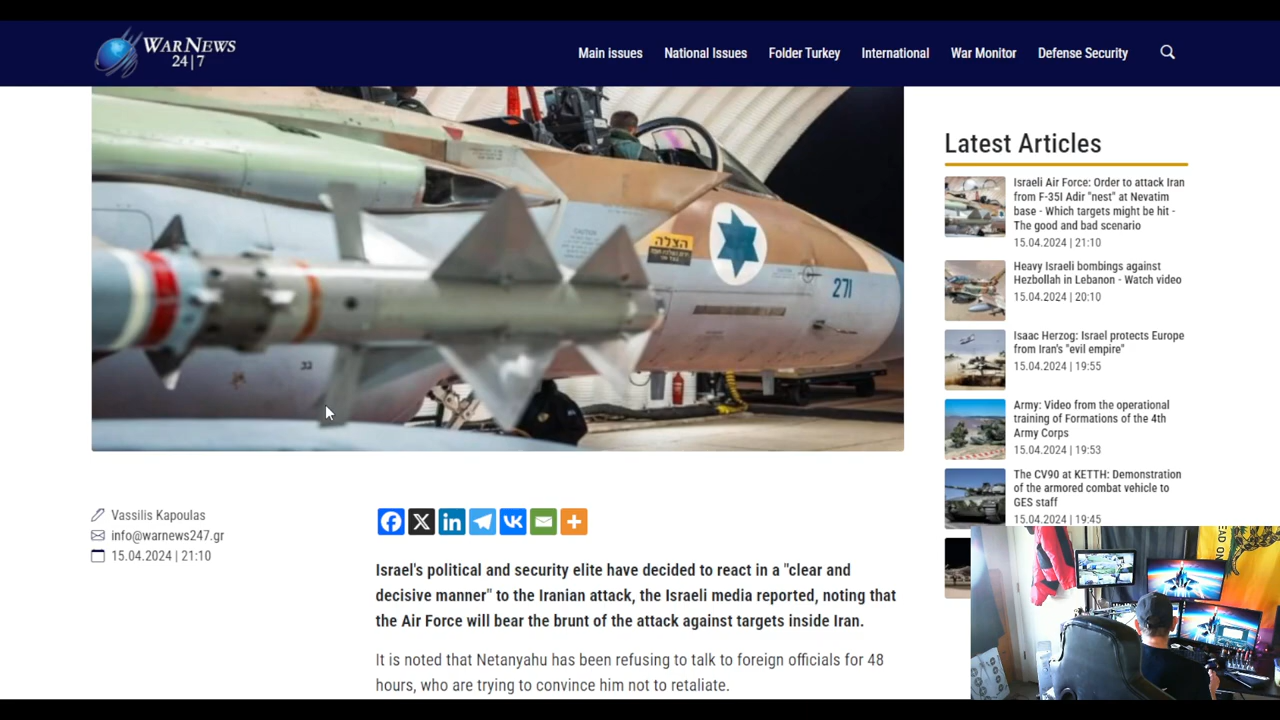 WARNEWS
24|7
Main issues
National Issues
Folder Turkey
International
War Monitor
Defense Security
CAUTION
הצלה
271
Vassilis Kapoulas
info@warnews247.gr
15.04.2024 | 21:10
Israel's political and security elite have decided to react in a "clear and
decisive manner" to the Iranian attack, the Israeli media reported, noting that
the Air Force will bear the brunt of the attack against targets inside Iran.
It is noted that Netanyahu has been refusing to talk to foreign officials for 48
hours, who are trying to convince him not to retaliate.
Latest Articles
Israeli Air Force: Order to attack Iran
from F-35I Adir "nest" at Nevatim
base - Which targets might be hit -
The good and bad scenario
15.04.2024 | 21:10
Heavy Israeli bombings against
Hezbollah in Lebanon - Watch video
15.04.2024 | 20:10
Isaac Herzog: Israel protects Europe
from Iran's "evil empire"
15.04.2024 | 19:55
Army: Video from the operational
training of Formations of the 4th
Army Corps
15.04.2024 | 19:53
The CV90 at KETTH: Demonstration
of the armored combat vehicle to
GES staff
15.04.2024 | 19:45